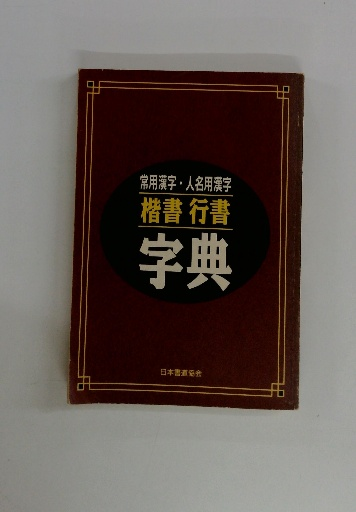 常用漢字・人名用漢字
楷書 行書
字典
日本書道協会